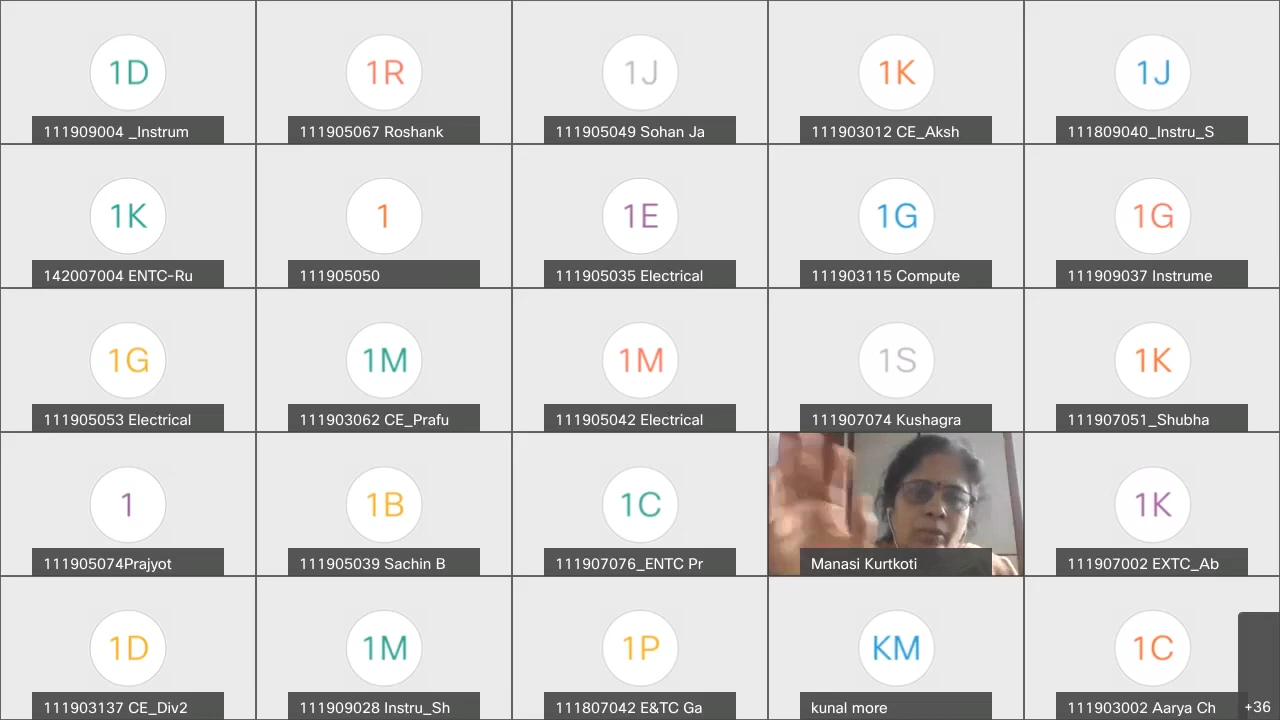 1D
111909004 _Instrum
1R
111905067 Roshank
1J
111905049 Sohan Ja
1K
111903012 CE_Aksh
1J
111809040_Instru_S
1K
142007004 ENTC-Ru
1
111905050
1E
111905035 Electrical
1G
111903115 Compute
1G
111909037 Instrume
1G
111905053 Electrical
1M
111903062 CE_Prafu
1M
111905042 Electrical
1S
111907074 Kushagra
1K
111907051_Shubha
1
111905074Prajyot
1B
111905039 Sachin B
1C
111907076_ENTC Pr
Manasi Kurtkoti
1K
111907002 EXTC_Ab
1D
111903137 CE_Div2
1M
111909028 Instru_Sh
1P
111807042 E&TC Ga
KM
kunal more
1C
111903002 Aarya Ch
+36